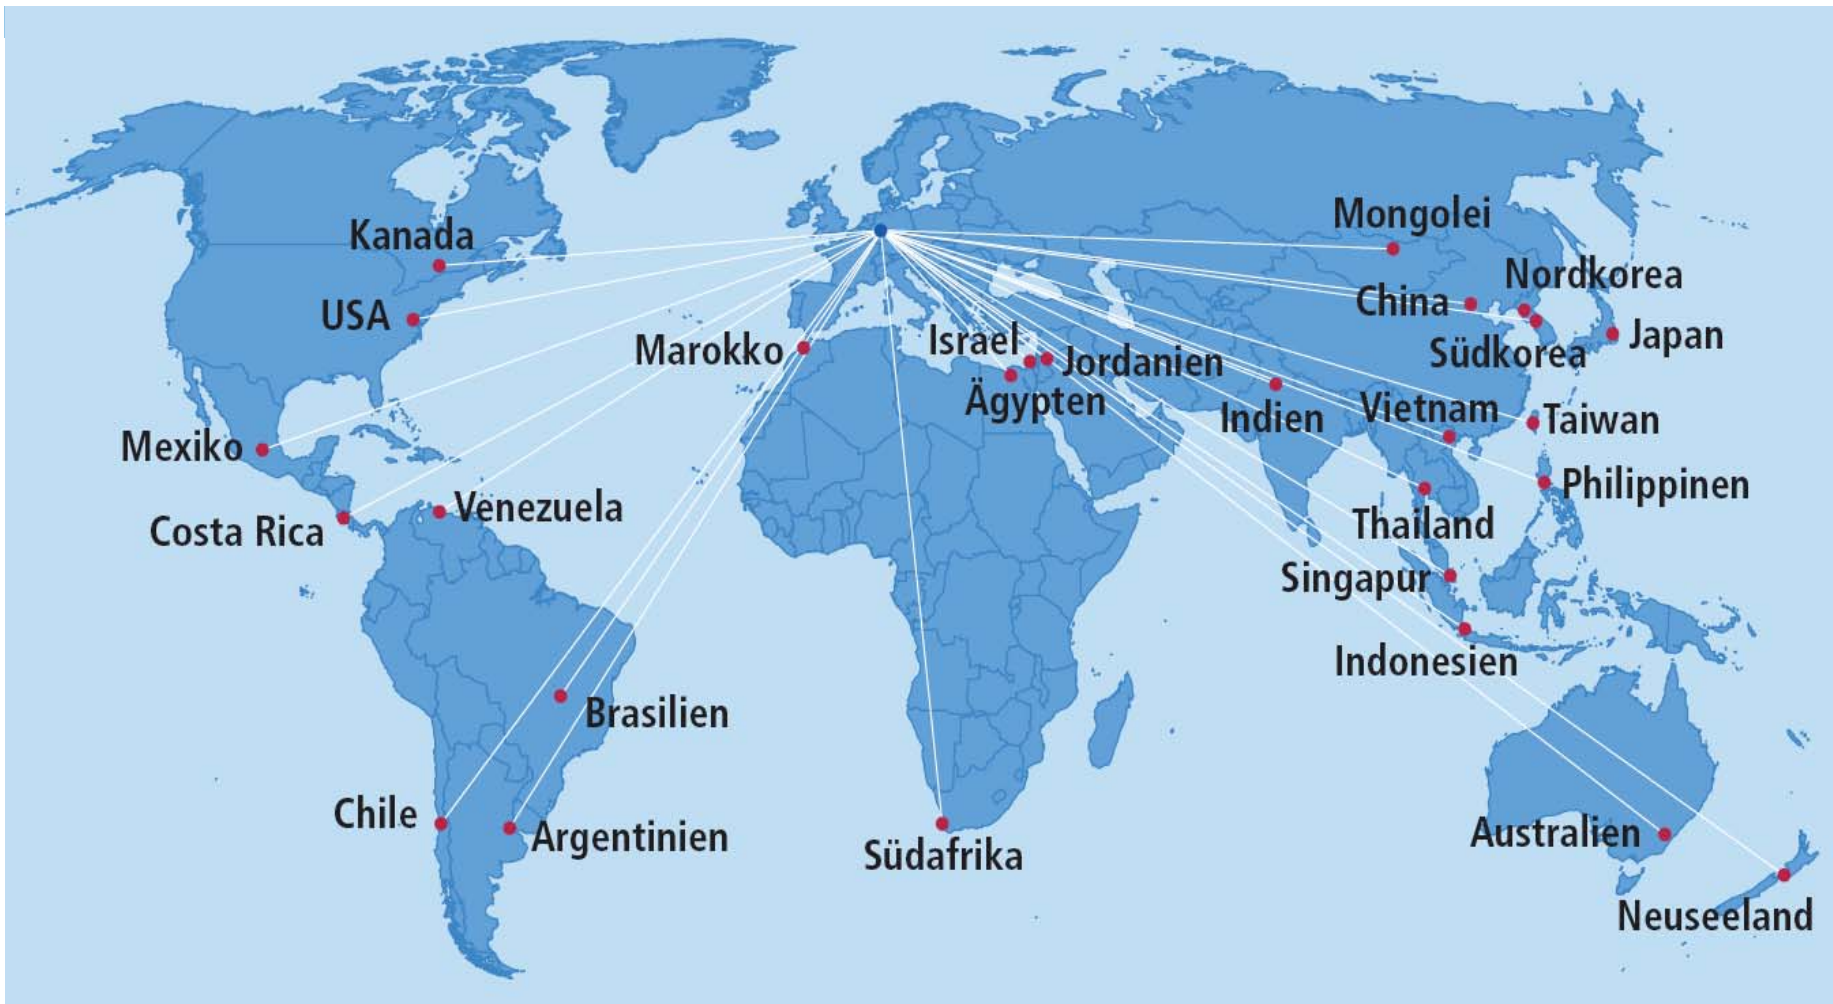 Mongolei
Kanada
Nordkorea
China
USA
Israel
Japan
Marokko
Südkorea
Jordanien
Ägypten
Vietnam
Indien
Taiwan
Mexiko
Philippinen
Venezuela
Thailand
Costa Rica
Singapur
Indonesien
Brasilien
Chile
Australien
Argentinien
Südafrika
Neuseeland